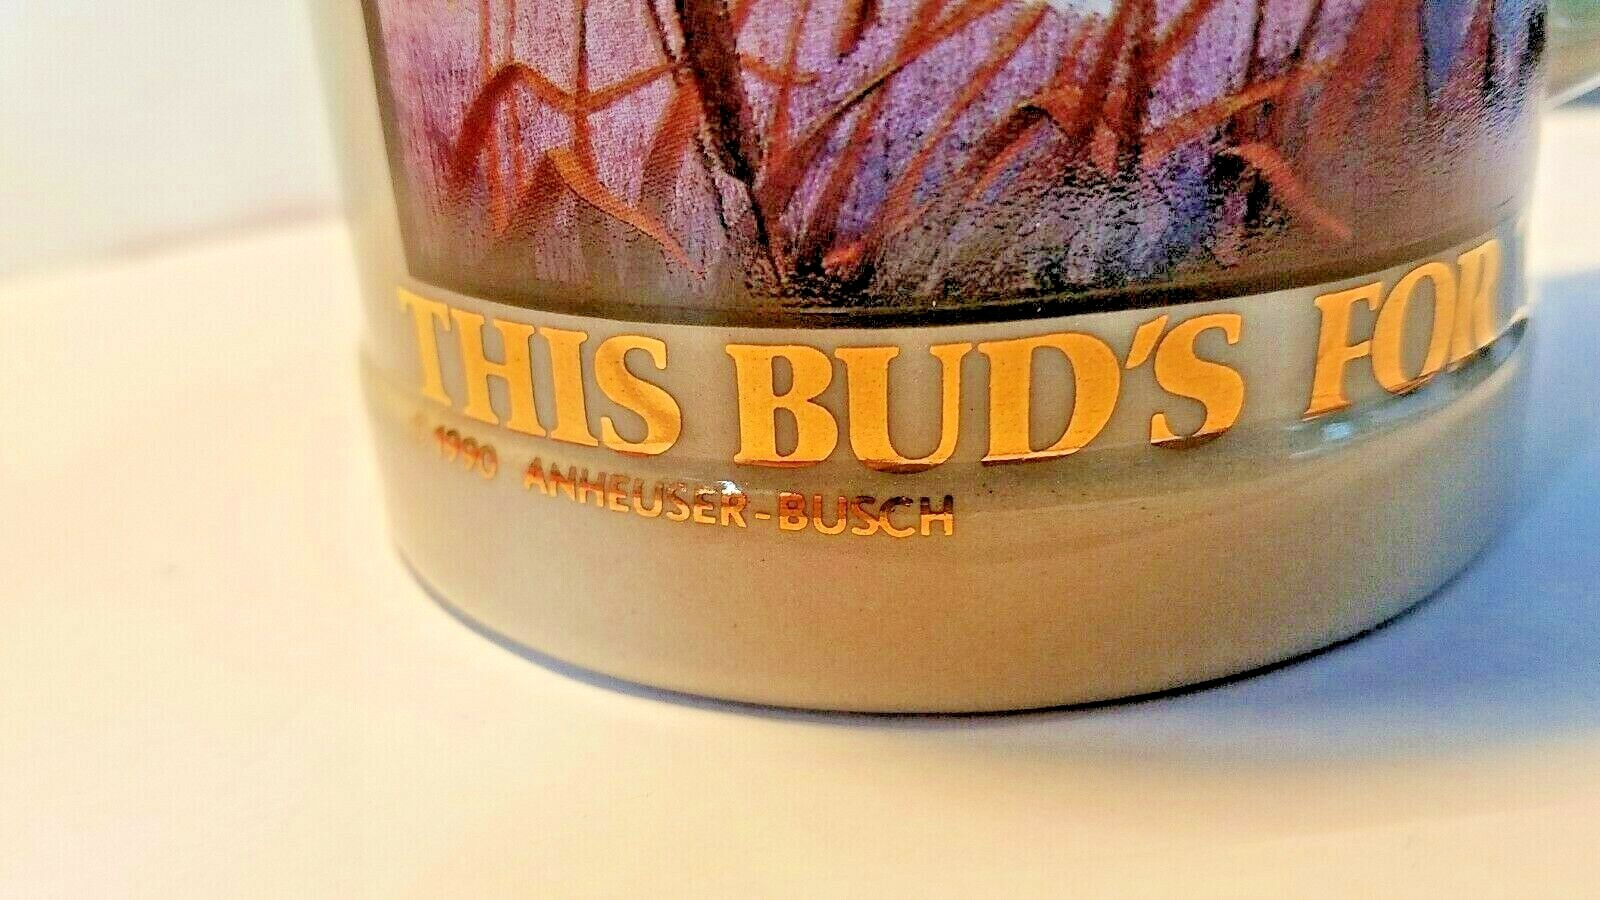 THIS BUD'S FOR
© 1990 ANHEUSER-BUSCH